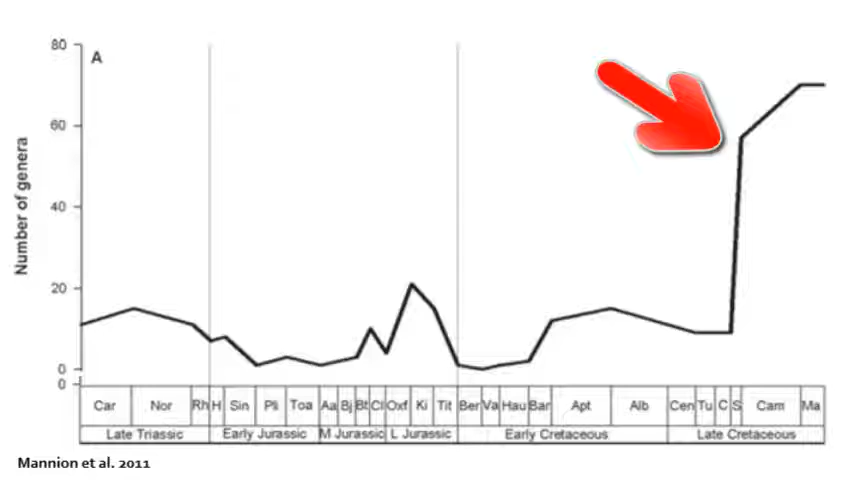 A
80
60
40
20
0
0
Number of genera
Car Nor Rh H Sin Pli Toa Aa Bj Bt Cl Oxf Ki Tit Ber Va Hau Bar Apt Alb Cen Tu C S Cam Ma
Late Triassic Early Jurassic M Jurassic L Jurassic Early Cretaceous Late Cretaceous
Mannion et al. 2011